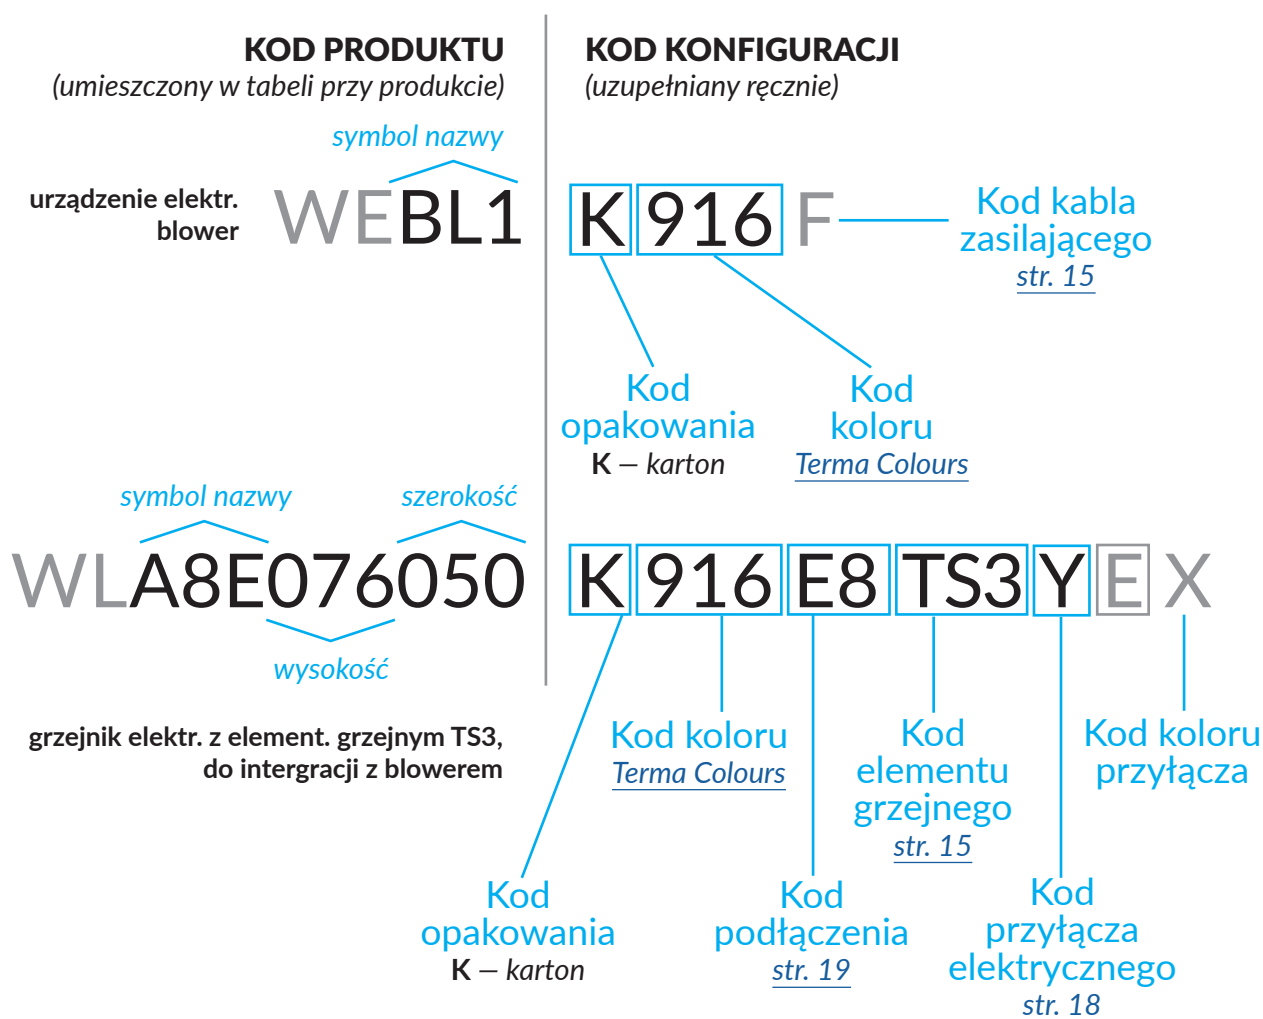 KOD PRODUKTU
(umieszczony w tabeli przy produkcie)
KOD KONFIGURACJI
(uzupełniany ręcznie)
symbol nazwy
urządzenie elektr.
blower
WEBL1
K 916 F
Kod kabla
zasilającego
str. 15
Kod
opakowania
K – karton
Kod
koloru
Terma Colours
symbol nazwy
szerokość
WLA8E076050
K 916 E8 TS3 Y E X
wysokość
grzejnik elektr. z element. grzejnym TS3,
do intergracji z blowerem
Kod koloru
Terma Colours
Kod
elementu
grzejnego
str. 15
Kod koloru
przyłącza
Kod
opakowania
K – karton
Kod
podłączenia
str. 19
Kod
przyłącza
elektrycznego
str. 18